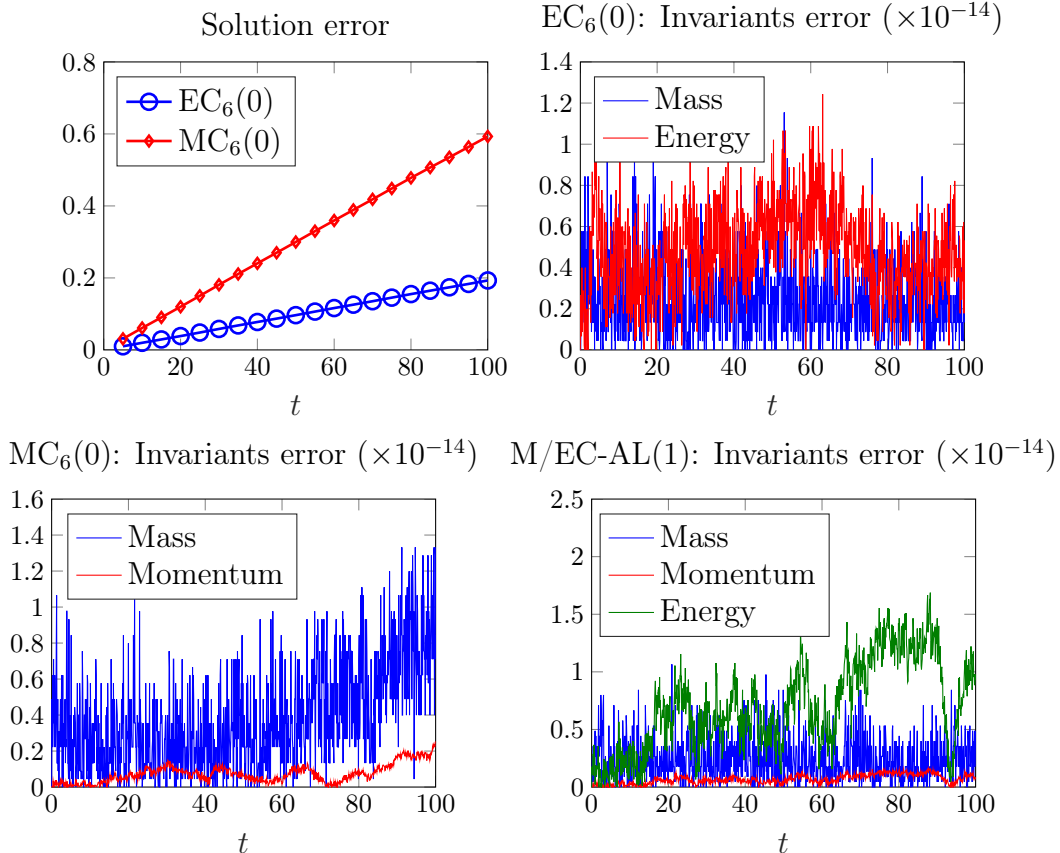 Solution error
0.8
0.6
0.4
0.2
0
EC₆(0)
MC₆(0)
0 20 40 60 80 100
t
EC₆(0): Invariants error (×10⁻¹⁴)
1.4
1.2
1
0.8
0.6
0.4
0.2
0
Mass
Energy
0 20 40 60 80 100
t
MC₆(0): Invariants error (×10⁻¹⁴)
1.6
1.4
1.2
1
0.8
0.6
0.4
0.2
0
Mass
Momentum
0 20 40 60 80 100
t
M/EC-AL(1): Invariants error (×10⁻¹⁴)
2.5
2
1.5
1
0.5
0
Mass
Momentum
Energy
0 20 40 60 80 100
t